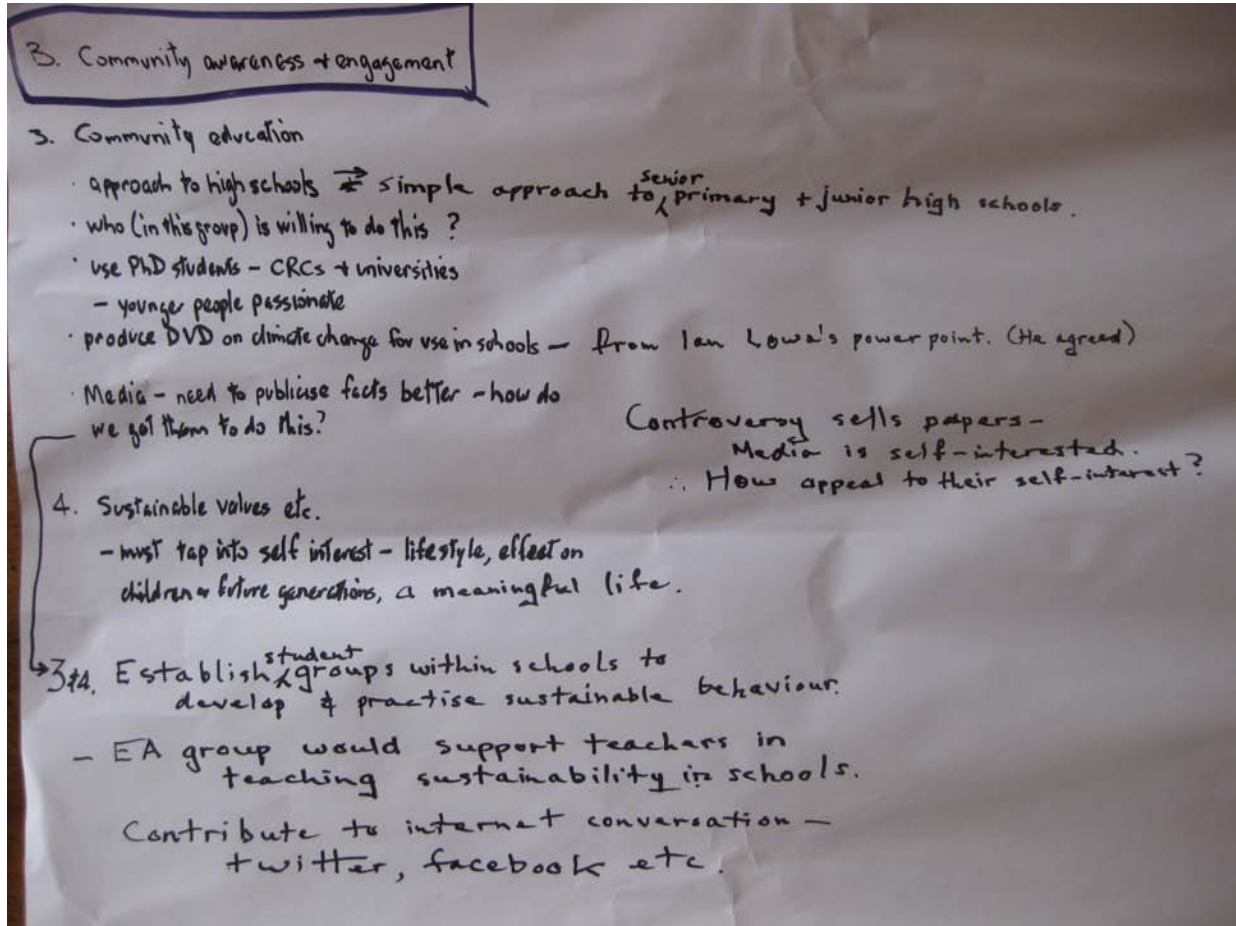 B. Community awareness + engagement
3. Community education
· approach to high schools → simple approach to senior primary + junior high schools.
· who (in this group) is willing to do this ?
· use PhD students - CRCs + universities
- younger people passionate
· produce DVD on climate change for use in schools - from Ian Lowe's power point. (He agreed)
· Media - need to publicise facts better - how do
we get them to do this?
Controversy sells papers -
Media is self-interested.
∴ How appeal to their self-interest?
4. Sustainable values etc.
- must tap into self interest - lifestyle, effect on
children & future generations, a meaningful life.
3&4. Establish student groups within schools to
develop & practise sustainable behaviour.
- EA group would support teachers in
teaching sustainability in schools.
Contribute to internet conversation -
twitter, facebook etc.